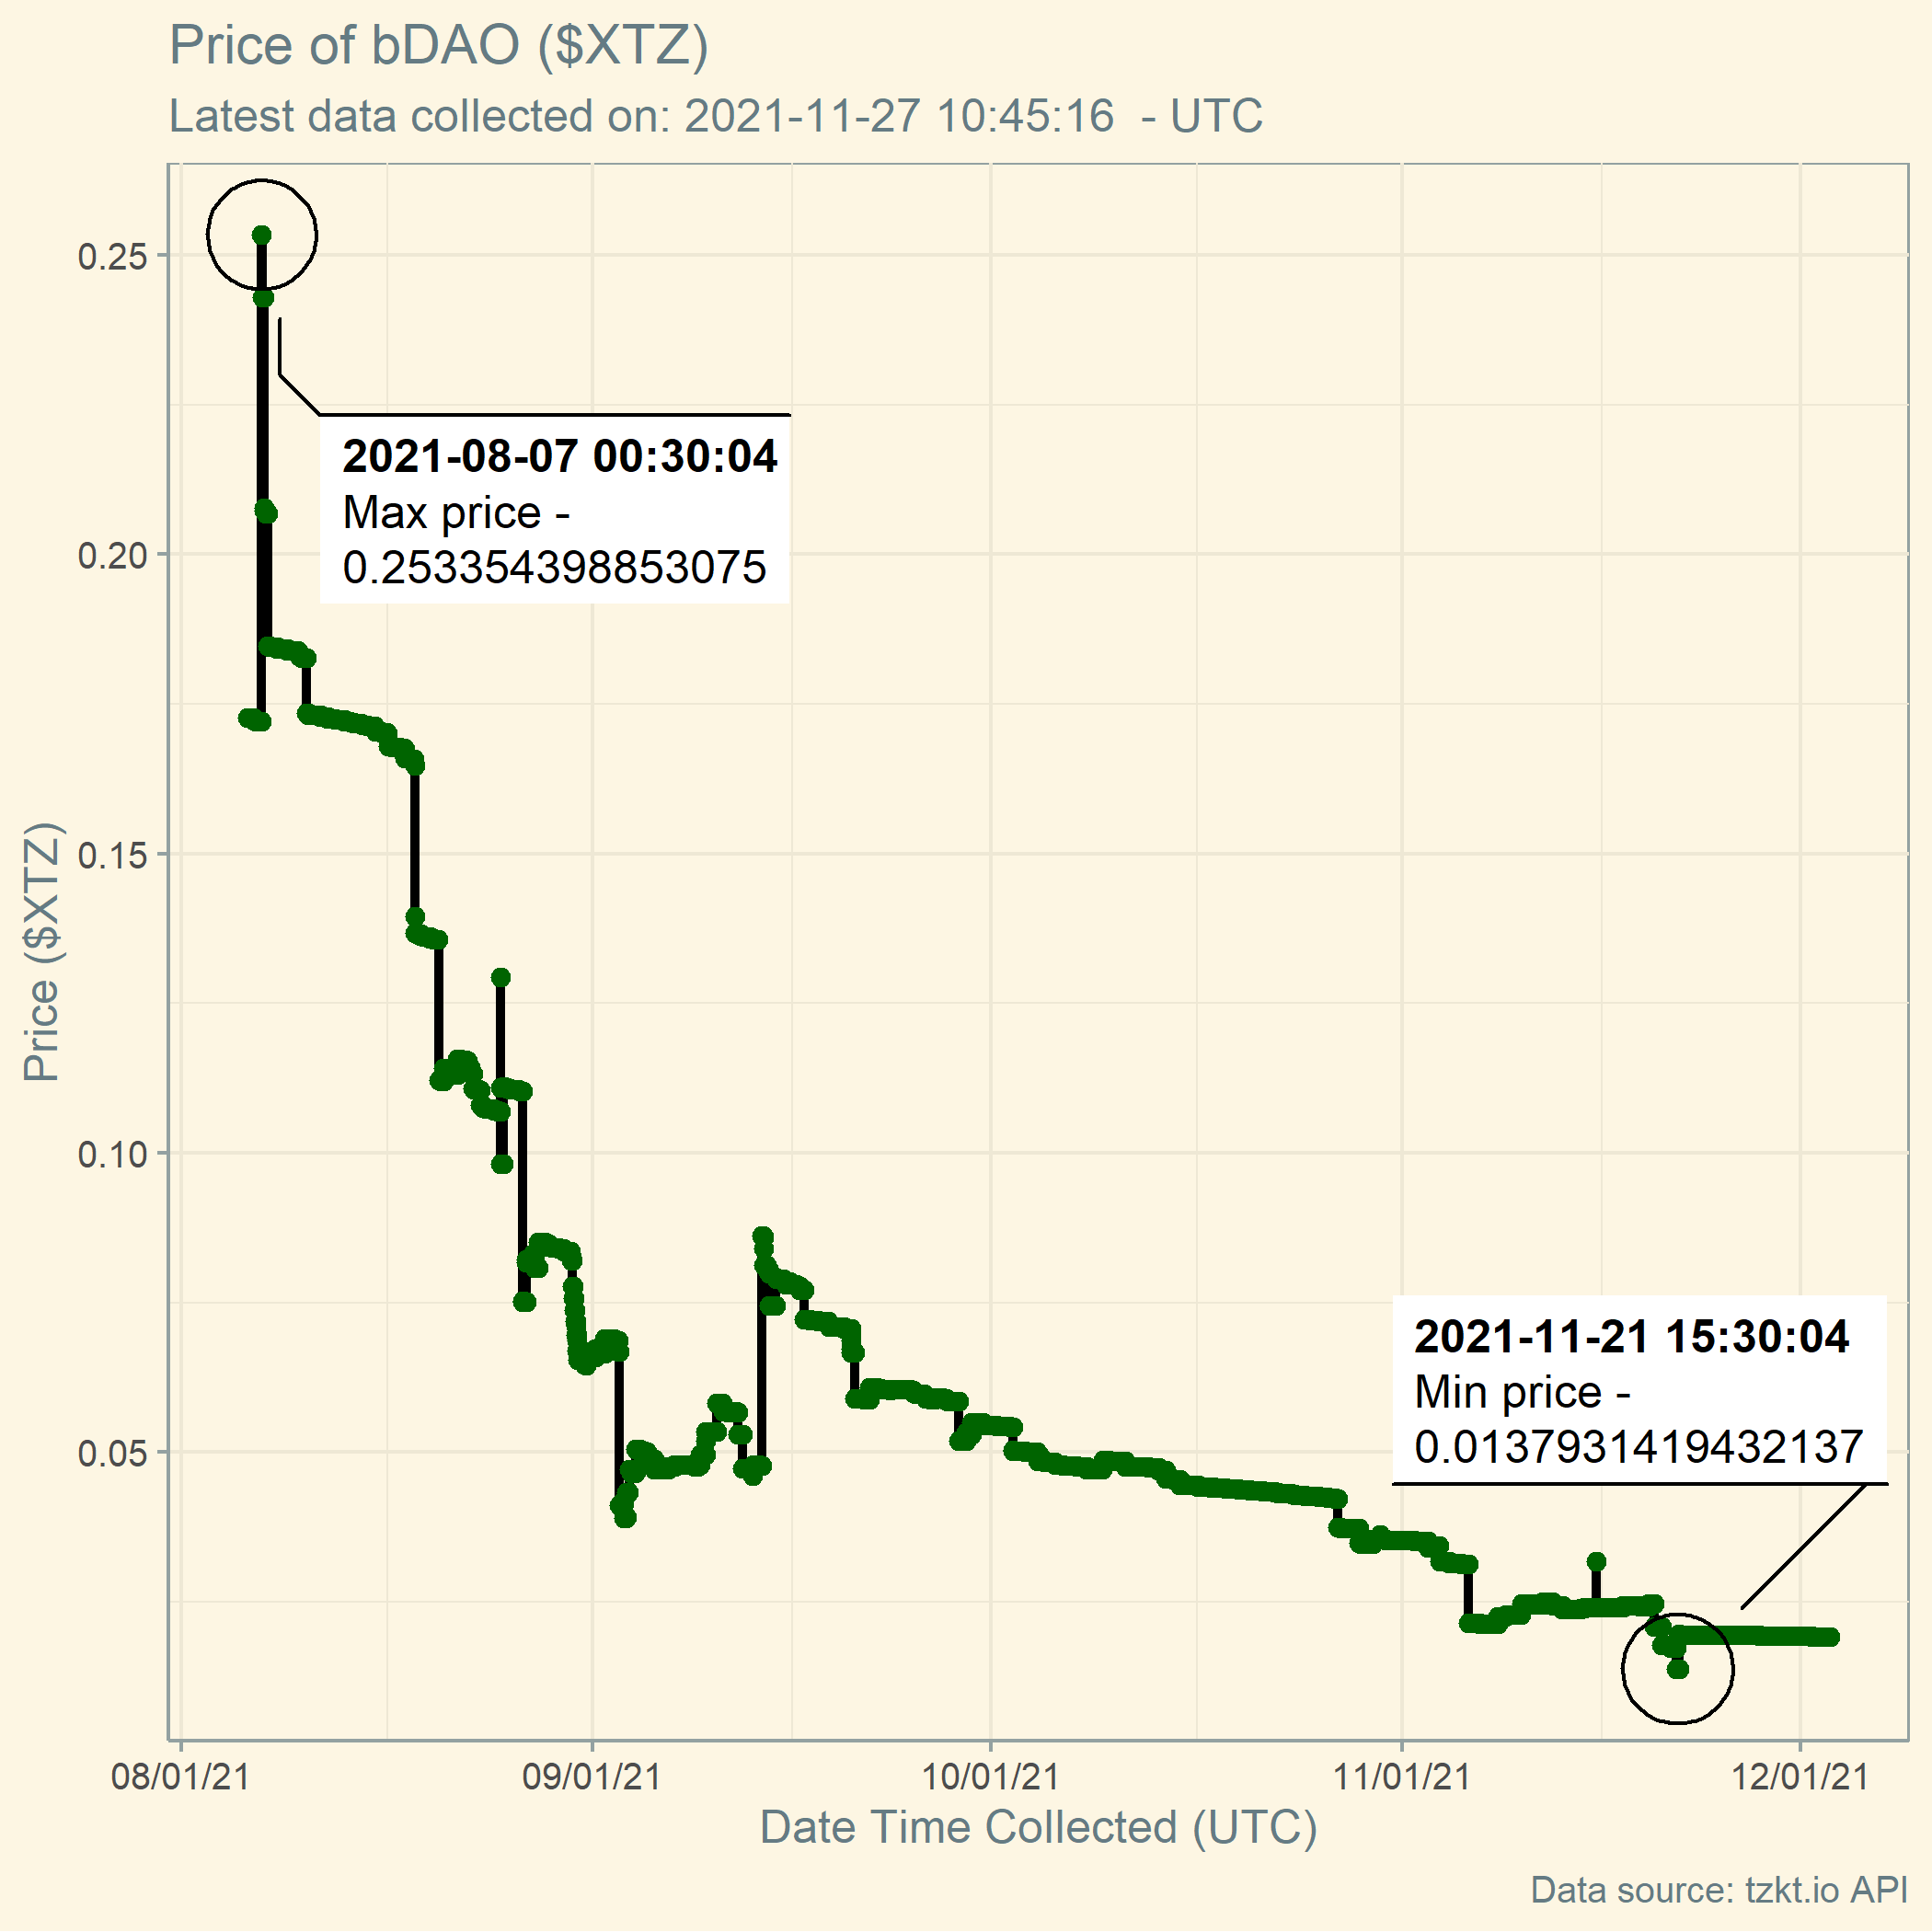 Price of bDAO ($XTZ)
Latest data collected on: 2021-11-27 10:45:16  - UTC
0.25
0.20
0.15
0.10
0.05
Price ($XTZ)
2021-08-07 00:30:04
Max price -
0.253354398853075
2021-11-21 15:30:04
Min price -
0.0137931419432137
08/01/21
09/01/21
10/01/21
11/01/21
12/01/21
Date Time Collected (UTC)
Data source: tzkt.io API